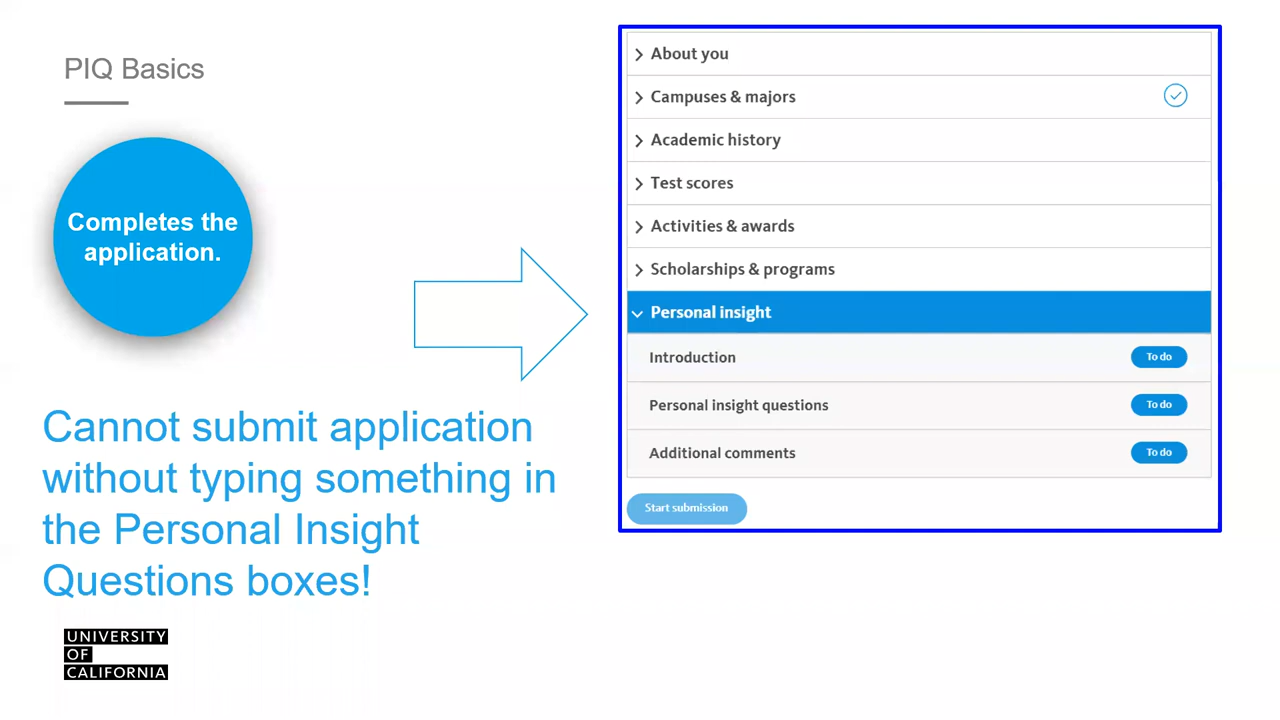 PIQ Basics
Completes the
application.
Cannot submit application
without typing something in
the Personal Insight
Questions boxes!
UNIVERSITY
OF
CALIFORNIA
About you
Campuses & majors
Academic history
Test scores
Activities & awards
Scholarships & programs
Personal insight
Introduction To do
Personal insight questions To do
Additional comments To do
Start submission